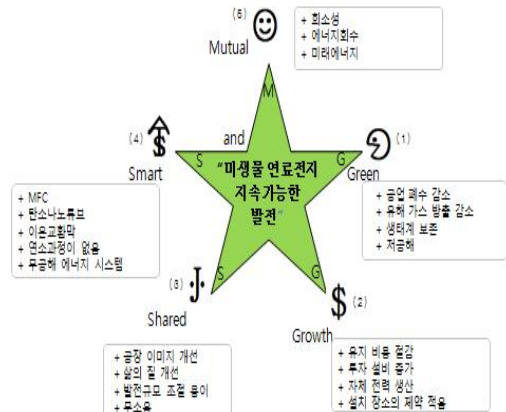 (5)
Mutual
+ 희소성
+ 에너지회수
+ 미래에너지
M
and
(4)
S
Smart
G
(1)
Green
"미생물 연료전지
지속가능한
발전"
+ MFC
+ 탄소나노튜브
+ 이온교환막
+ 연소과정이 없음
+ 무공해 에너지 시스템
+ 공업 폐수 감소
+ 유해 가스 방출 감소
+ 생태계 보존
+ 저공해
S
(3)
Shared
G
$
(2)
Growth
+ 공장 이미지 개선
+ 삶의 질 개선
+ 발전규모 조절 용이
+ 무소음
+ 유지 비용 절감
+ 투자 설비 증가
+ 자체 전력 생산
+ 설치 장소의 제약 적음